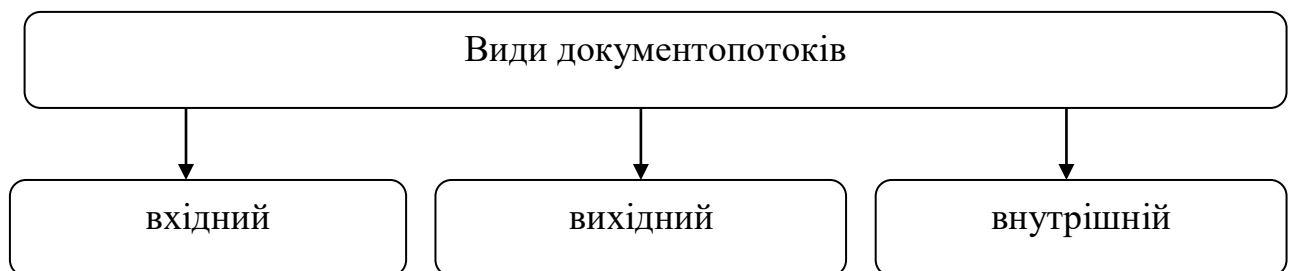 Види документопотоків
вхідний
вихідний
внутрішній